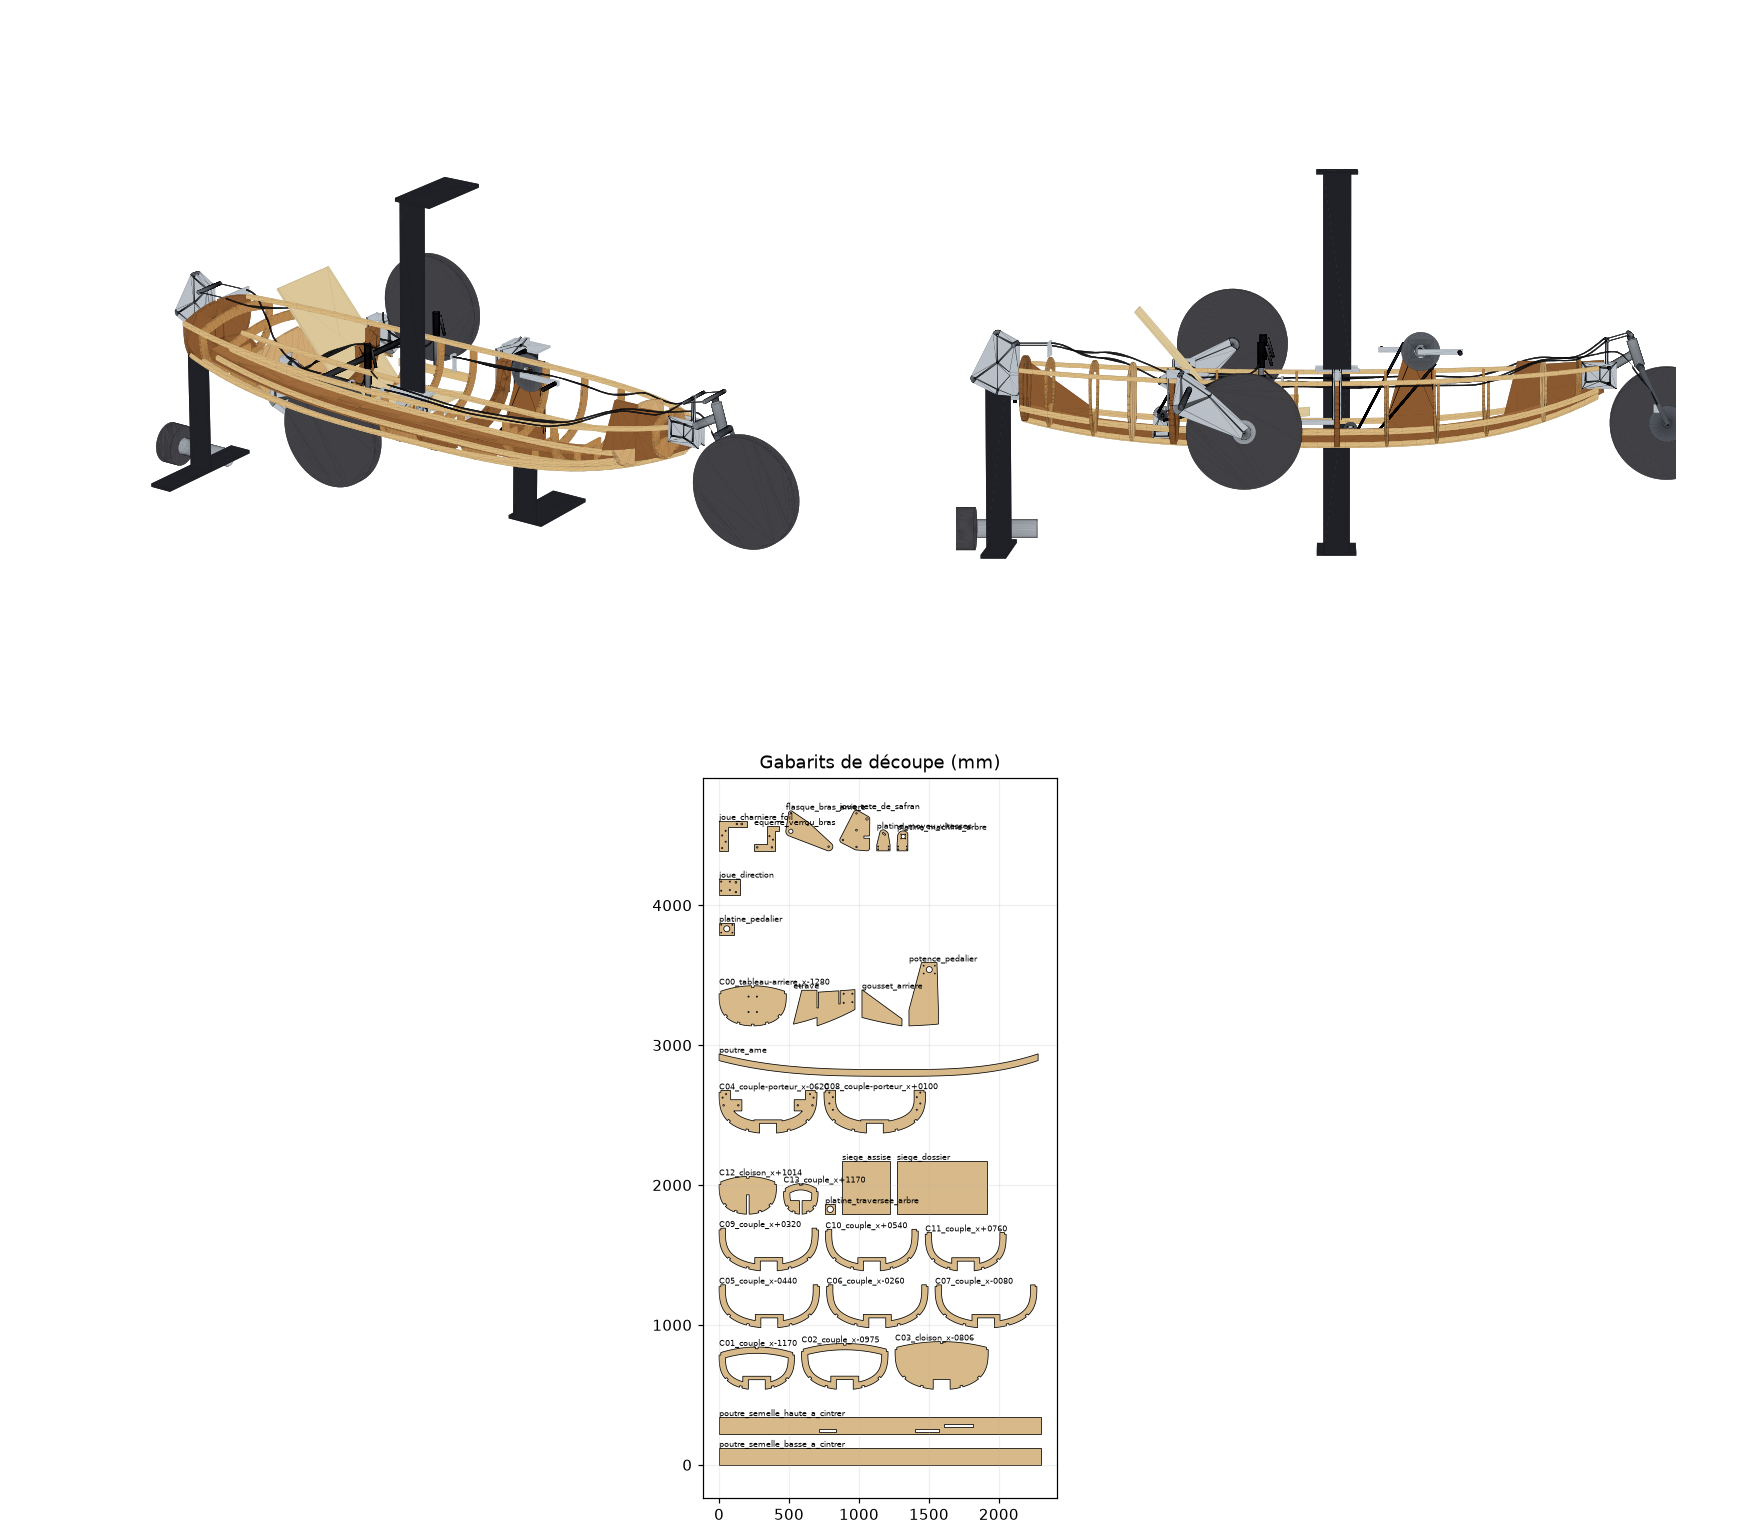 Gabarits de découpe (mm)
joue_charniere_foil
equerre_verrou_bras
joue_direction
platine_pedalier
potence_pedalier
C00_tableau-arriere_x-1280
etrave
gousset_arriere
poutre_ame
C04_couple-porteur_x-0620
C08_couple-porteur_x+0100
siege_assise
siege_dossier
C12_cloison_x+1014
C13_couple_x+1170
platine_traversee_arbre
C09_couple_x+0320
C10_couple_x+0540
C11_couple_x+0760
C05_couple_x-0440
C06_couple_x-0260
C07_couple_x-0080
C01_couple_x-1170
C02_couple_x-0975
C03_cloison_x-0806
poutre_semelle_haute_a_cintrer
poutre_semelle_basse_a_cintrer
4000
3000
2000
1000
0
0 500 1000 1500 2000